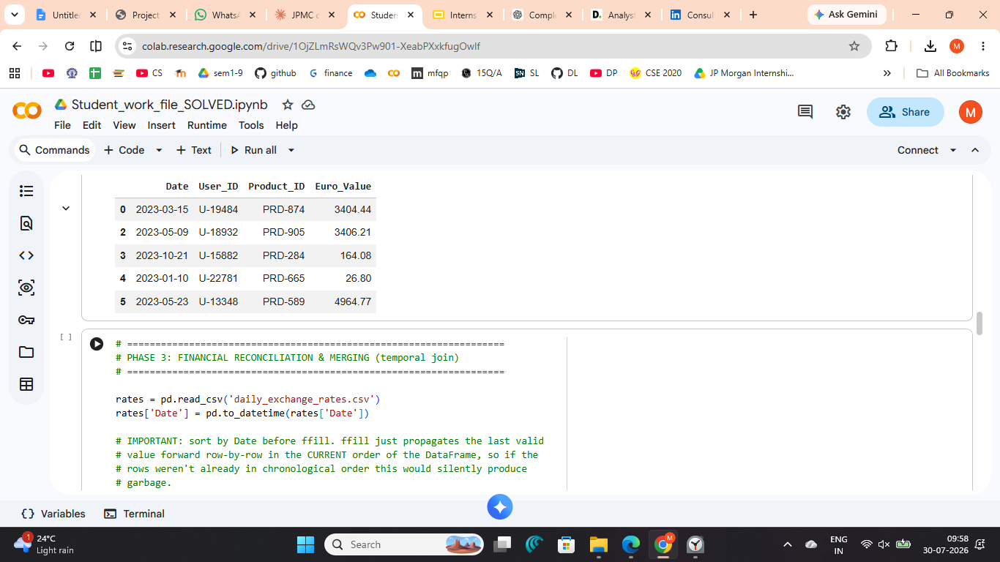 Untitle
Project
WhatsA
JPMC c
Studen
Interns
Comple
Analyst
Consul
Ask Gemini
colab.research.google.com/drive/1OjZLmRsWQv3Pw901-XeabPXxkfugOwIf
M
CS
sem1-9
github
finance
mfqp
15Q/A
SL
DL
DP
CSE 2020
JP Morgan Internshi...
All Bookmarks
Student_work_file_SOLVED.ipynb
File Edit View Insert Runtime Tools Help
Share
M
Commands
+ Code
+ Text
Run all
Connect
Date User_ID Product_ID Euro_Value
0 2023-03-15 U-19484 PRD-874 3404.44
2 2023-05-09 U-18932 PRD-905 3406.21
3 2023-10-21 U-15882 PRD-284 164.08
4 2023-01-10 U-22781 PRD-665 26.80
5 2023-05-23 U-13348 PRD-589 4964.77
[ ]
# ====================================================================
# PHASE 3: FINANCIAL RECONCILIATION & MERGING (temporal join)
# ====================================================================
rates = pd.read_csv('daily_exchange_rates.csv')
rates['Date'] = pd.to_datetime(rates['Date'])
# IMPORTANT: sort by Date before ffill. ffill just propagates the last valid
# value forward row-by-row in the CURRENT order of the DataFrame, so if the
# rows weren't already in chronological order this would silently produce
# garbage.
{} Variables
Terminal
1
24°C
Light rain
Search
M
ENG
IN
09:58
30-07-2026